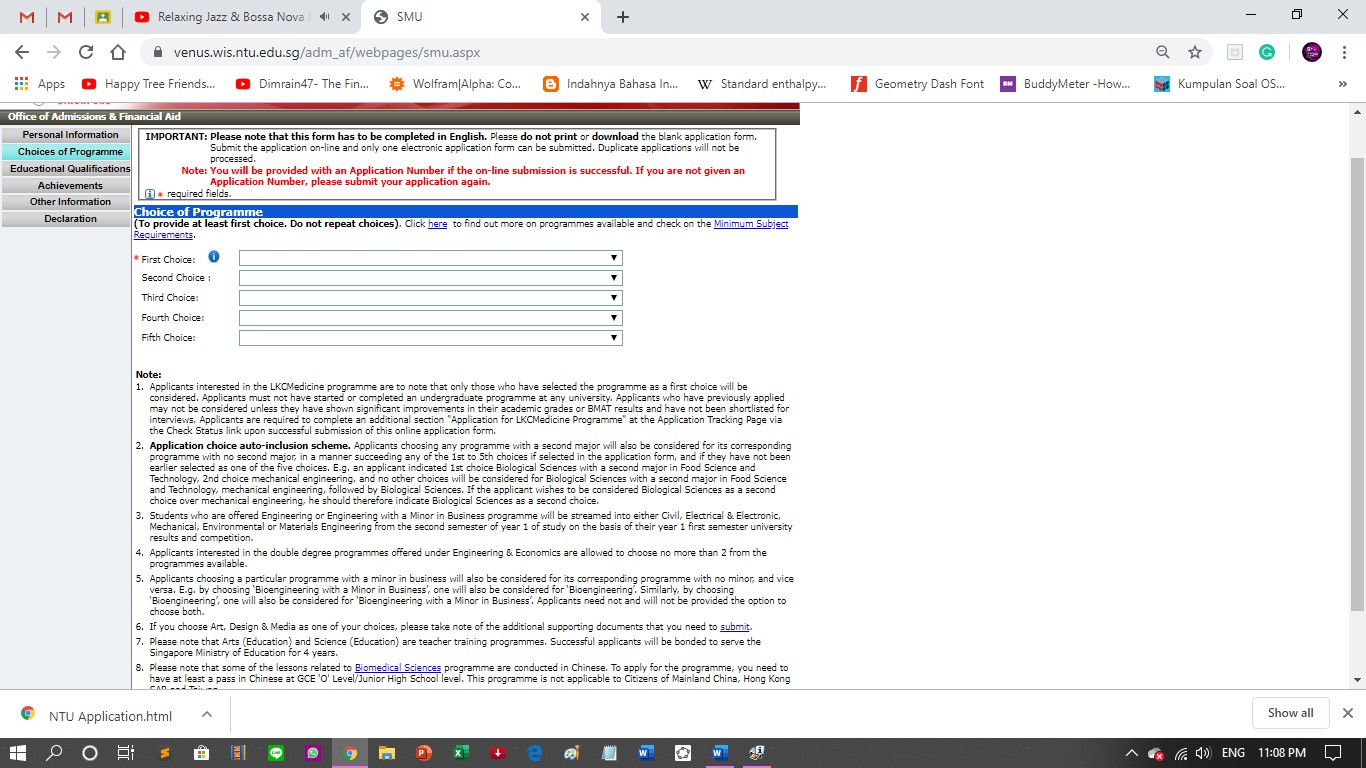 Relaxing Jazz & Bossa Nova
SMU
venus.wis.ntu.edu.sg/adm_af/webpages/smu.aspx
Apps
Happy Tree Friends...
Dimrain47- The Fin...
Wolfram|Alpha: Co...
Indahnya Bahasa In...
Standard enthalpy...
Geometry Dash Font
BuddyMeter -How...
Kumpulan Soal OS...
Office of Admissions & Financial Aid
Personal Information
Choices of Programme
Educational Qualifications
Achievements
Other Information
Declaration
IMPORTANT: Please note that this form has to be completed in English. Please do not print or download the blank application form.
Submit the application on-line and only one electronic application form can be submitted. Duplicate applications will not be
processed.
Note: You will be provided with an Application Number if the on-line submission is successful. If you are not given an
Application Number, please submit your application again.
* required fields.
Choice of Programme
(To provide at least first choice. Do not repeat choices). Click here to find out more on programmes available and check on the Minimum Subject
Requirements.
* First Choice:
Second Choice :
Third Choice:
Fourth Choice:
Fifth Choice:
Note:
1. Applicants interested in the LKCMedicine programme are to note that only those who have selected the programme as a first choice will be
considered. Applicants must not have started or completed an undergraduate programme at any university. Applicants who have previously applied
may not be considered unless they have shown significant improvements in their academic grades or BMAT results and have not been shortlisted for
interviews. Applicants are required to complete an additional section "Application for LKCMedicine Programme" at the Application Tracking Page via
the Check Status link upon successful submission of this online application form.
2. Application choice auto-inclusion scheme. Applicants choosing any programme with a second major will also be considered for its corresponding
programme with no second major, in a manner succeeding any of the 1st to 5th choices if selected in the application form, and if they have not been
earlier selected as one of the five choices. E.g. an applicant indicated 1st choice Biological Sciences with a second major in Food Science and
Technology, 2nd choice mechanical engineering, and no other choices will be considered for Biological Sciences with a second major in Food Science
and Technology, mechanical engineering, followed by Biological Sciences. If the applicant wishes to be considered Biological Sciences as a second
choice over mechanical engineering, he should therefore indicate Biological Sciences as a second choice.
3. Students who are offered Engineering or Engineering with a Minor in Business programme will be streamed into either Civil, Electrical & Electronic,
Mechanical, Environmental or Materials Engineering from the second semester of year 1 of study on the basis of their year 1 first semester university
results and competition.
4. Applicants interested in the double degree programmes offered under Engineering & Economics are allowed to choose no more than 2 from the
programmes available.
5. Applicants choosing a particular programme with a minor in business will also be considered for its corresponding programme with no minor, and vice
versa. E.g. by choosing 'Bioengineering with a Minor in Business', one will also be considered for 'Bioengineering'. Similarly, by choosing
'Bioengineering', one will also be considered for 'Bioengineering with a Minor in Business'. Applicants need not and will not be provided the option to
choose both.
6. If you choose Art, Design & Media as one of your choices, please take note of the additional supporting documents that you need to submit.
7. Please note that Arts (Education) and Science (Education) are teacher training programmes. Successful applicants will be bonded to serve the
Singapore Ministry of Education for 4 years.
8. Please note that some of the lessons related to Biomedical Sciences programme are conducted in Chinese. To apply for the programme, you need to
have at least a pass in Chinese at GCE 'O' Level/Junior High School level. This programme is not applicable to Citizens of Mainland China, Hong Kong
NTU Application.html
Show all
ENG
11:08 PM